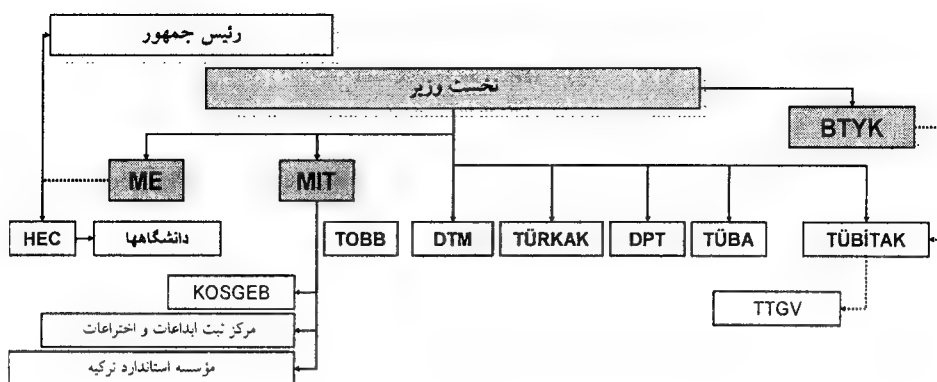 رئیس جمهور
نخست وزیر
BTYK
ME
MIT
HEC
دانشگاهها
TOBB
DTM
TÜRKAK
DPT
TÜBA
TÜBİTAK
KOSGEB
TTGV
مرکز ثبت ابداعات و اختراعات
مؤسسه استاندارد ترکیه